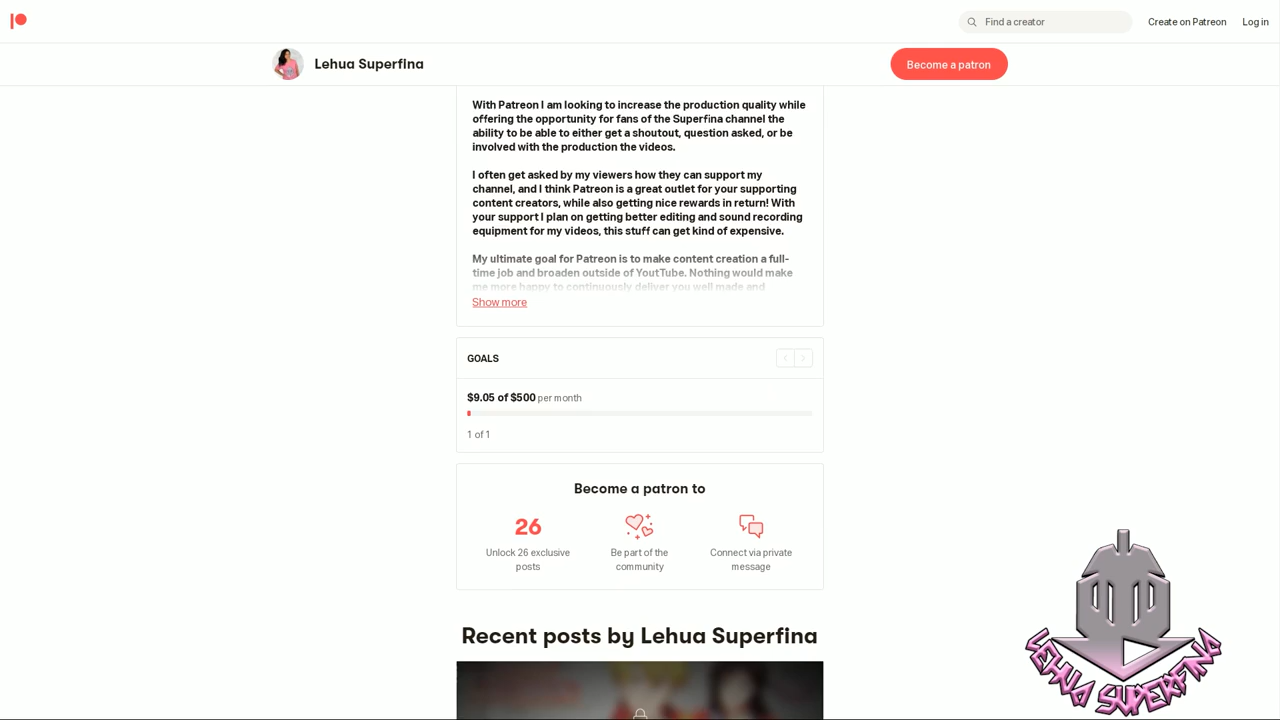 Find a creator
Create on Patreon
Log in
Lehua Superfina
Become a patron
With Patreon I am looking to increase the production quality while
offering the opportunity for fans of the Superfina channel the
ability to be able to either get a shoutout, question asked, or be
involved with the production the videos.
I often get asked by my viewers how they can support my
channel, and I think Patreon is a great outlet for your supporting
content creators, while also getting nice rewards in return! With
your support I plan on getting better editing and sound recording
equipment for my videos, this stuff can get kind of expensive.
My ultimate goal for Patreon is to make content creation a full-
time job and broaden outside of YoutTube. Nothing would make
me more happy to continuously deliver you well made and
Show more
GOALS
$9.05 of $500 per month
1 of 1
Become a patron to
26
Unlock 26 exclusive
posts
Be part of the
community
Connect via private
message
Recent posts by Lehua Superfina
LEHUA SUPERFINA